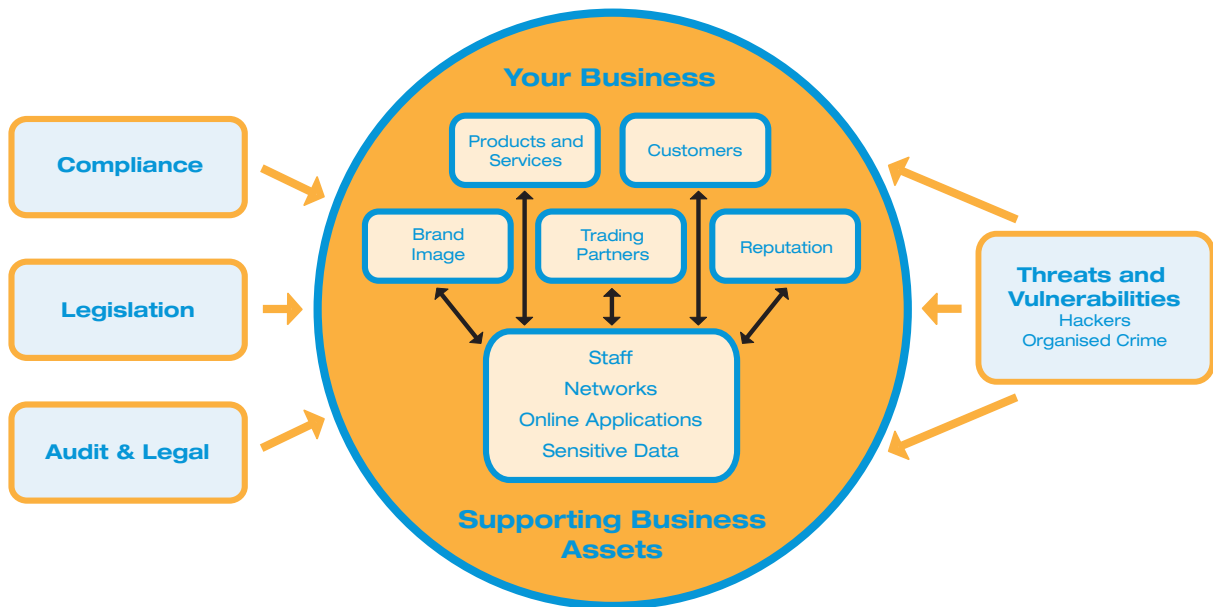 Your Business
Products and
Services
Customers
Brand
Image
Trading
Partners
Reputation
Staff
Networks
Online Applications
Sensitive Data
Supporting Business
Assets
Compliance
Legislation
Audit & Legal
Threats and
Vulnerabilities
Hackers
Organised Crime